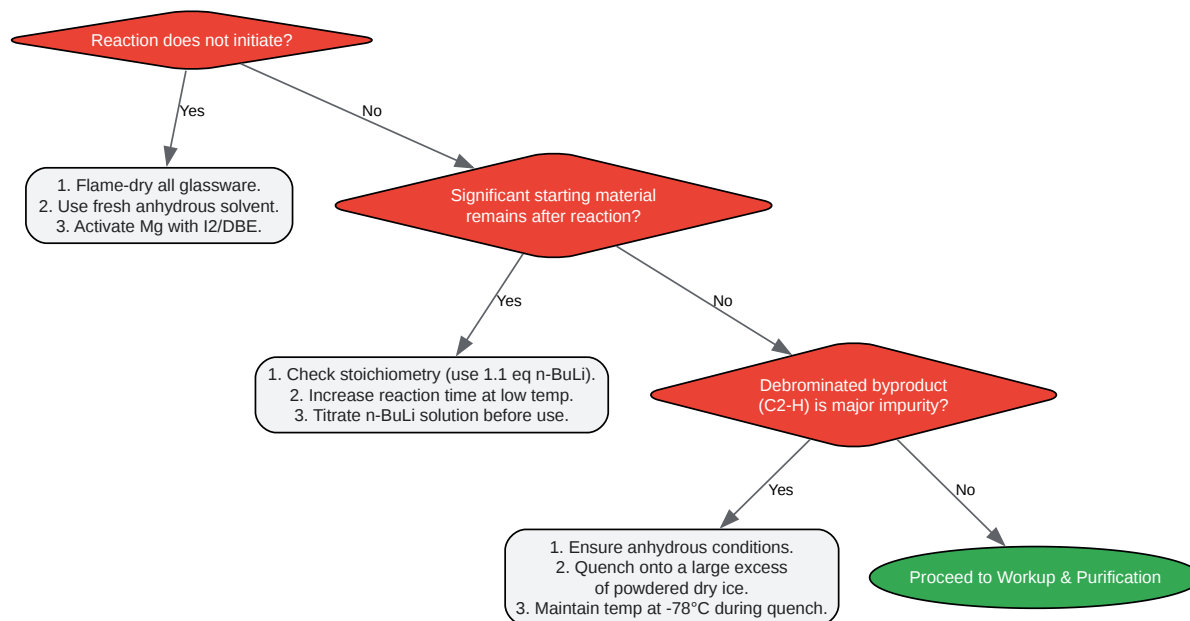 Reaction does not initiate?
Yes
No
1. Flame-dry all glassware.
2. Use fresh anhydrous solvent.
3. Activate Mg with I2/DBE.
Significant starting material
remains after reaction?
Yes
No
1. Check stoichiometry (use 1.1 eq n-BuLi).
2. Increase reaction time at low temp.
3. Titrate n-BuLi solution before use.
Debrominated byproduct
(C2-H) is major impurity?
Yes
No
1. Ensure anhydrous conditions.
2. Quench onto a large excess
of powdered dry ice.
3. Maintain temp at -78°C during quench.
Proceed to Workup & Purification